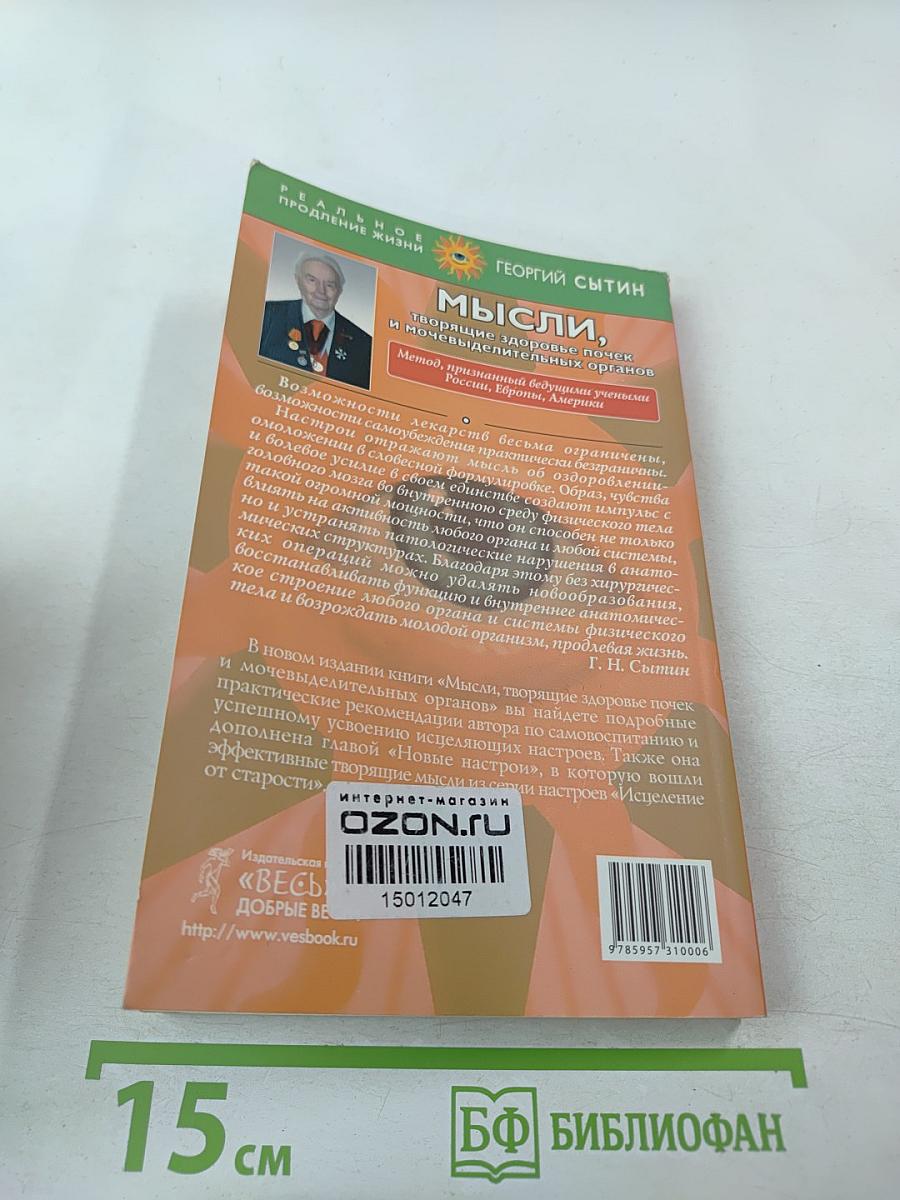 РЕАЛЬНОЕ
ПРОДЛЕНИЕ ЖИЗНИ
ГЕОРГИЙ СЫТИН
МЫСЛИ,
творящие здоровье почек
и мочевыделительных органов
Метод, признанный ведущими учеными
России, Европы, Америки
Возможности лекарств весьма ограничены,
возможности самоубеждения практически безграничны.
Настрои отражают мысль об оздоровлении-
омоложении в словесной формулировке. Образ, чувства
и волевое усилие в своем единстве создают импульс с
головного мозга во внутреннюю среду физического тела
такой огромной мощности, что он способен не только
влиять на активность любого органа и любой системы,
но и устранять патологические нарушения в анато-
мических структурах. Благодаря этому без хирургичес-
ких операций можно удалять новообразования,
восстанавливать функцию и внутреннее анатомичес-
кое строение любого органа и системы физического
тела и возрождать молодой организм, продлевая жизнь.
Г. Н. Сытин
В новом издании книги «Мысли, творящие здоровье почек
и мочевыделительных органов» вы найдете подробные
практические рекомендации автора по самовоспитанию и
успешному усвоению исцеляющих настроев. Также она
дополнена главой «Новые настрои», в которую вошли
эффективные творящие мысли из серии настроев «Исцеление
от старости».
интернет-магазин
OZON.ru
15012047
Издательская
«ВЕСЬ»
ДОБРЫЕ
http://www.vesbook.ru
9785957310006
15 см
БФ БИБЛИОФАН